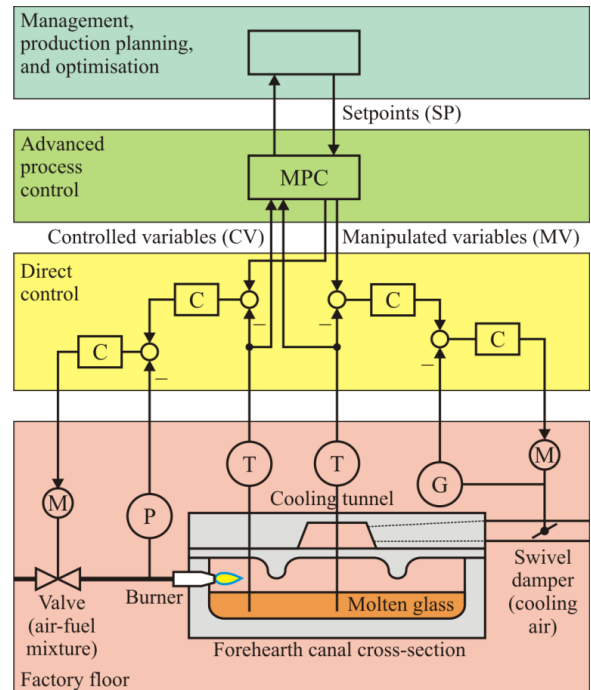 Management,
production planning,
and optimisation
Setpoints (SP)
Advanced
process
control
MPC
Controlled variables (CV)
Manipulated variables (MV)
Direct
control
C
C
C
C
–
–
–
–
T
T
M
P
G
M
Cooling tunnel
Burner
Molten glass
Valve
(air-fuel
mixture)
Swivel
damper
(cooling
air)
Forehearth canal cross-section
Factory floor